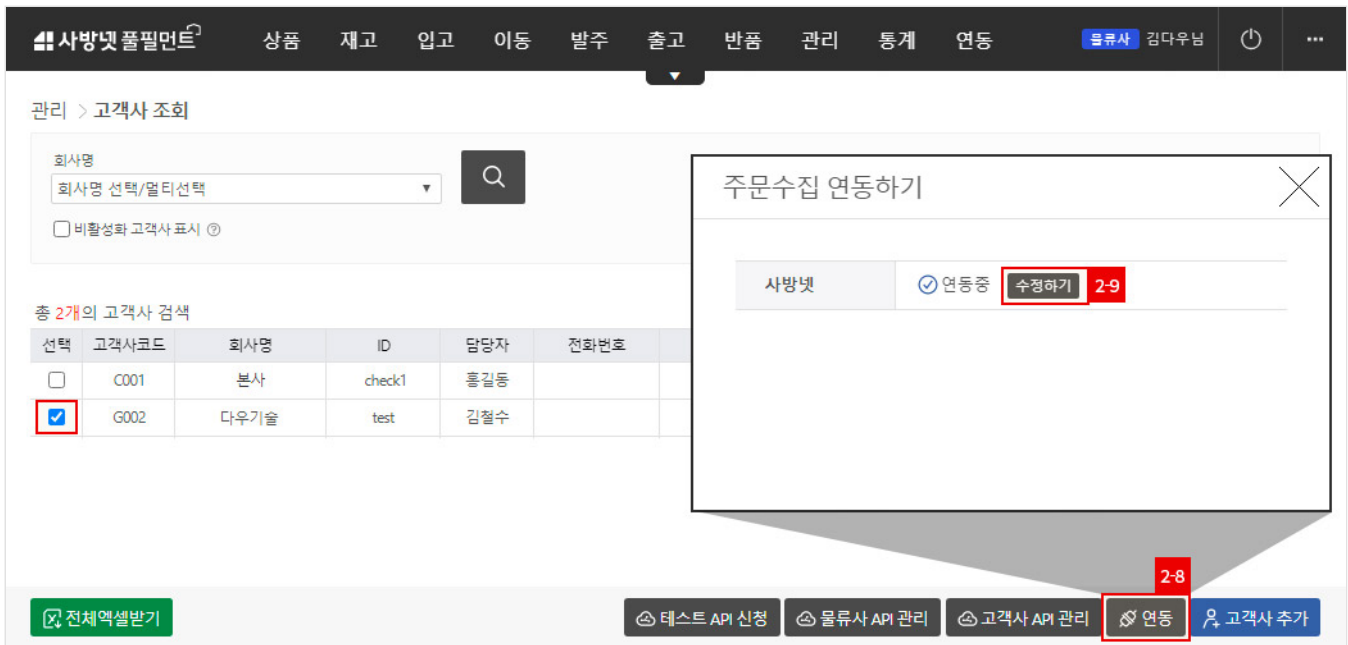 사방넷 풀필먼트 상품 재고 입고 이동 발주 출고 반품 관리 통계 연동 물류사 김다우님 ...
▼
관리 > 고객사 조회
회사명
회사명 선택/멀티선택 ▼
비활성화 고객사 표시 ?
총 2개의 고객사 검색
선택 고객사코드 회사명 ID 담당자 전화번호
C001 본사 check1 홍길동
G002 다우기술 test 김철수
주문수집 연동하기
사방넷 연동중 수정하기 2-9
2-8
전체엑셀받기 테스트 API 신청 물류사 API 관리 고객사 API 관리 연동 고객사 추가